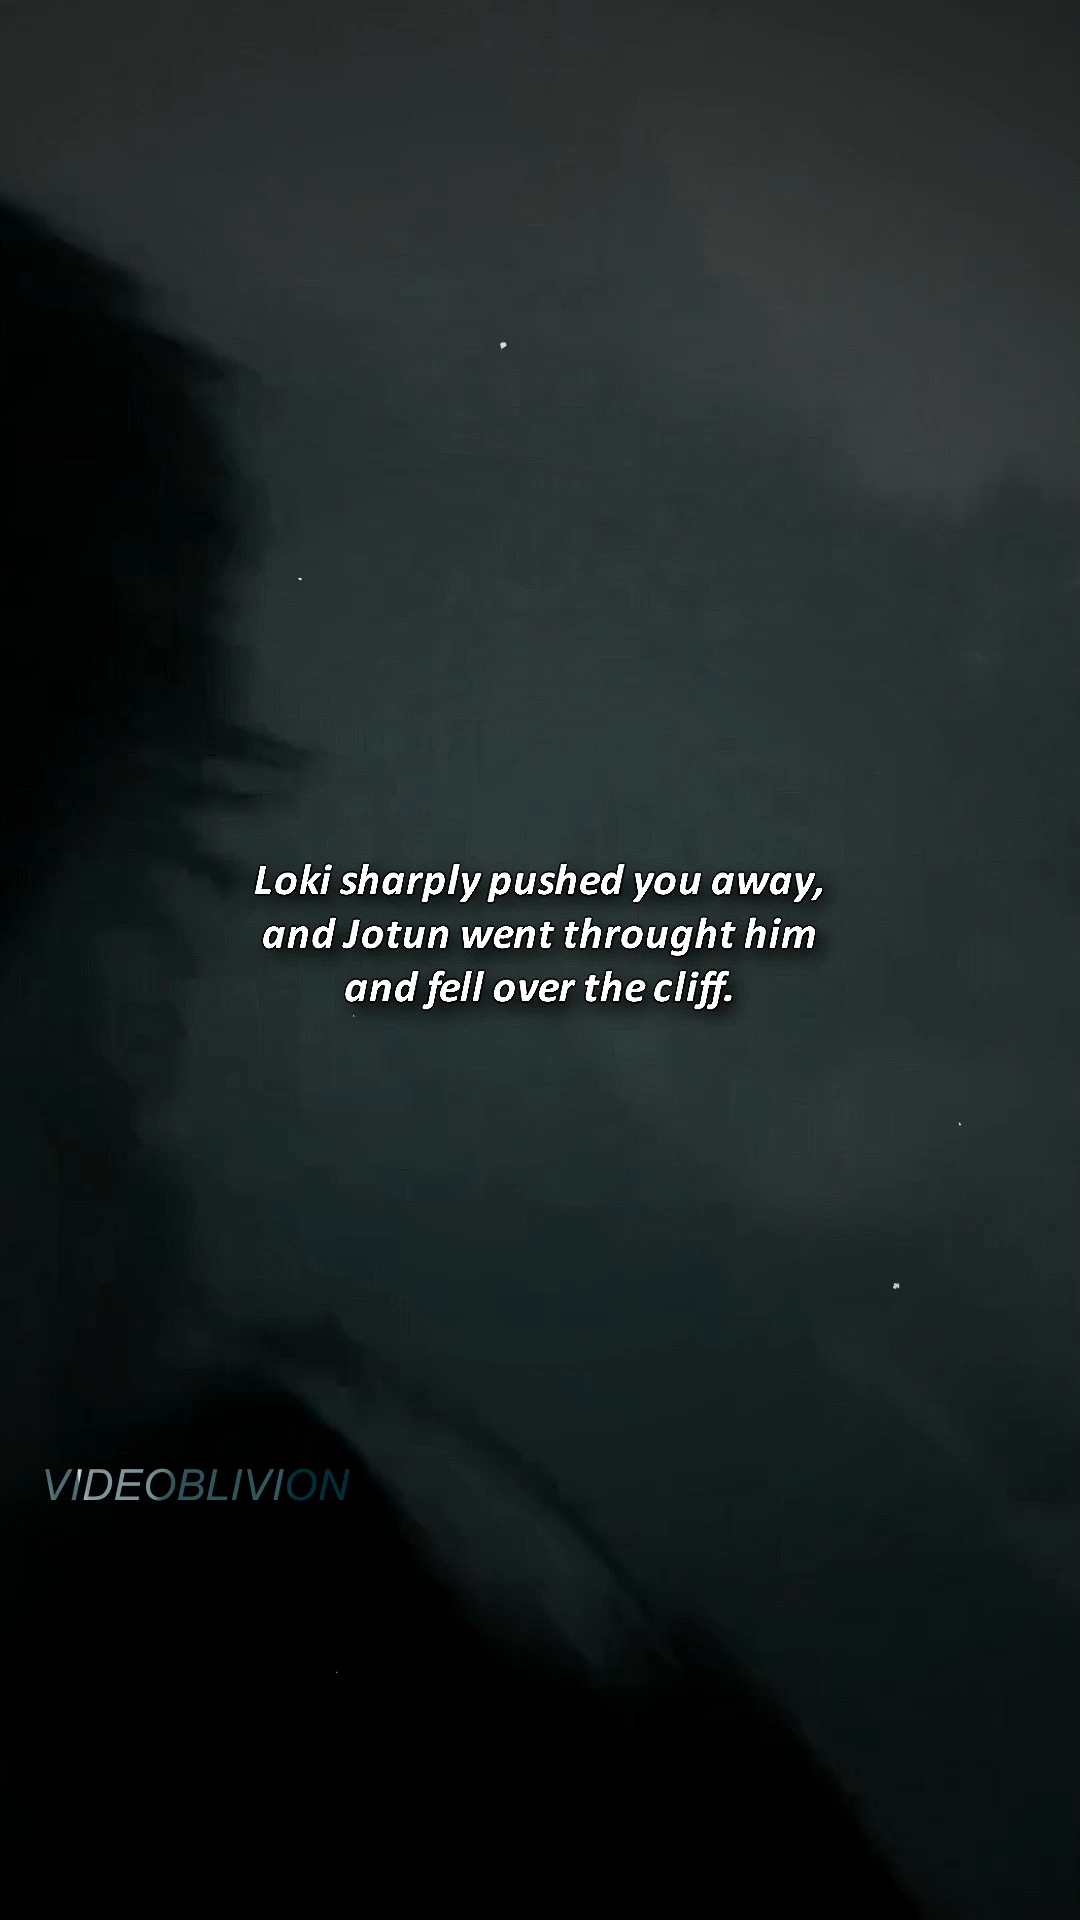 Loki sharply pushed you away,
and Jotun went throught him
and fell over the cliff.
VIDEOBLIVION